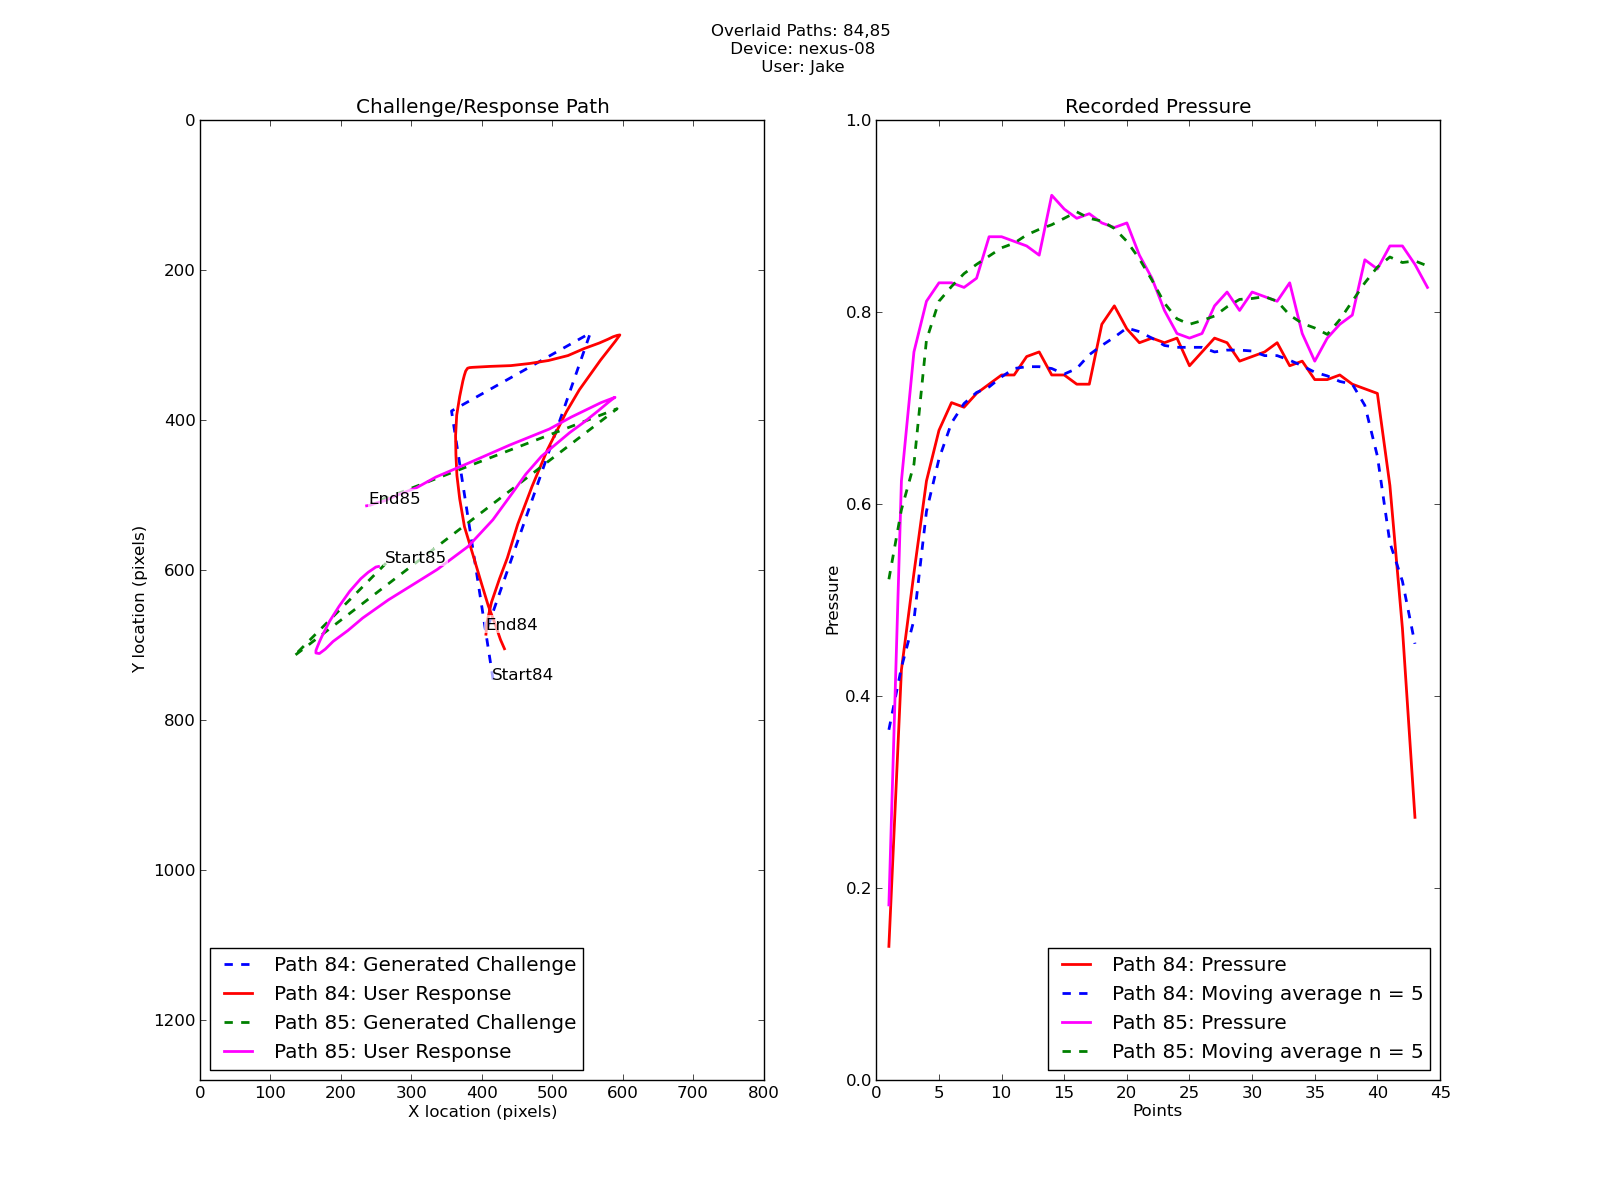 Overlaid Paths: 84,85
Device: nexus-08
User: Jake
Challenge/Response Path
0
200
400
600
800
1000
1200
Y location (pixels)
End85
Start85
End84
Start84
Path 84: Generated Challenge
Path 84: User Response
Path 85: Generated Challenge
Path 85: User Response
0 100 200 300 400 500 600 700 800
X location (pixels)
Recorded Pressure
1.0
0.8
0.6
0.4
0.2
0.0
Pressure
Path 84: Pressure
Path 84: Moving average n = 5
Path 85: Pressure
Path 85: Moving average n = 5
0 5 10 15 20 25 30 35 40 45
Points